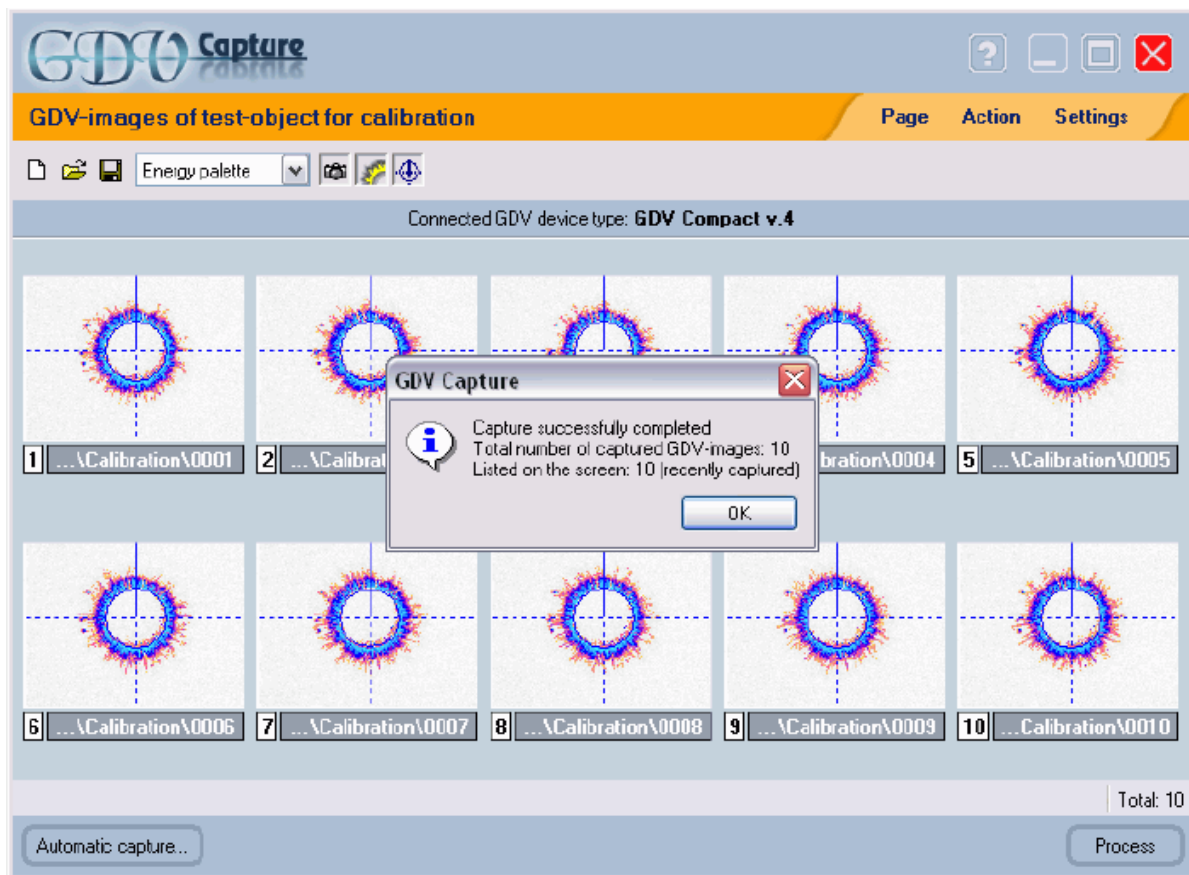 GDV Capture
GDV-images of test-object for calibration
Page Action Settings
Energy palette
Connected GDV device type: GDV Compact v.4
GDV Capture
Capture successfully completed
Total number of captured GDV-images: 10
Listed on the screen: 10 (recently captured)
OK
1 ...\Calibration\0001
2 ...\Calibrat
bration\0004
5 ...\Calibration\0005
6 ...\Calibration\0006
7 ...\Calibration\0007
8 ...\Calibration\0008
9 ...\Calibration\0009
10 ...Calibration\0010
Total: 10
Automatic capture...
Process